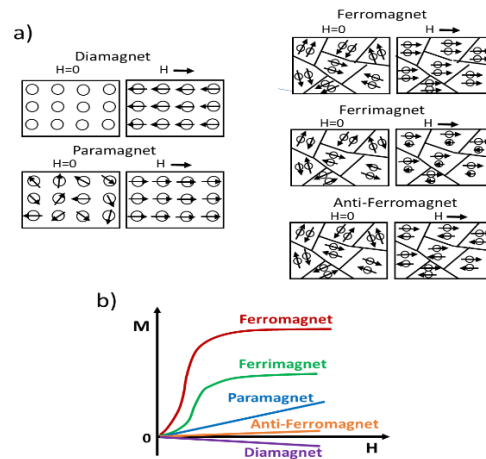 a)
Diamagnet
H=0 H
Paramagnet
H=0 H
Ferromagnet
H=0 H
Ferrimagnet
H=0 H
Anti-Ferromagnet
H=0 H
b)
M
Ferromagnet
Ferrimagnet
Paramagnet
Anti-Ferromagnet
0
H
Diamagnet